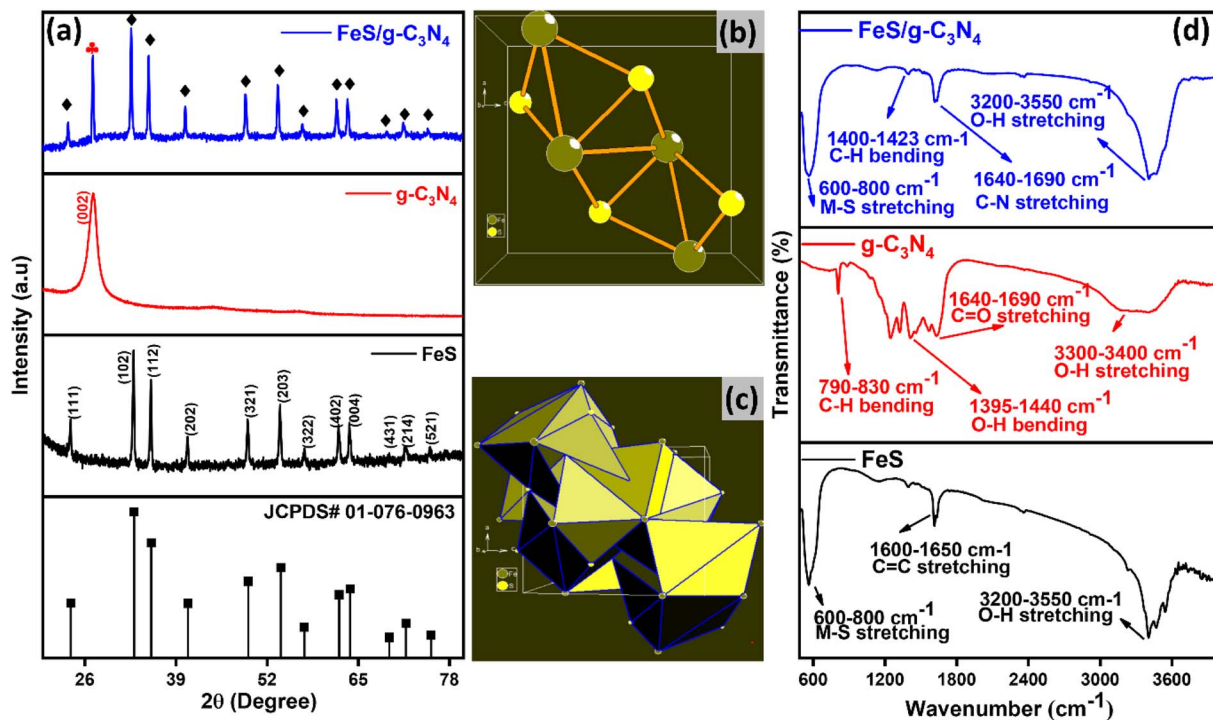 (a)
FeS/g-C₃N₄
g-C₃N₄
(002)
FeS
(111)
(102)
(112)
(202)
(321)
(203)
(322)
(402)
(004)
(431)
(214)
(521)
JCPDS# 01-076-0963
Intensity (a.u)
26 39 52 65 78
2θ (Degree)
(b)
a
b c
Fe
S
(c)
a
b c
Fe
S
(d)
FeS/g-C₃N₄
3200-3550 cm⁻¹
O-H stretching
1400-1423 cm-1
C-H bending
600-800 cm⁻¹
M-S stretching
1640-1690 cm⁻¹
C-N stretching
g-C₃N₄
1640-1690 cm⁻¹
C=O stretching
3300-3400 cm⁻¹
O-H stretching
790-830 cm⁻¹
C-H bending
1395-1440 cm⁻¹
O-H bending
FeS
1600-1650 cm-1
C=C stretching
600-800 cm⁻¹
M-S stretching
3200-3550 cm⁻¹
O-H stretching
Transmittance (%)
600 1200 1800 2400 3000 3600
Wavenumber (cm⁻¹)